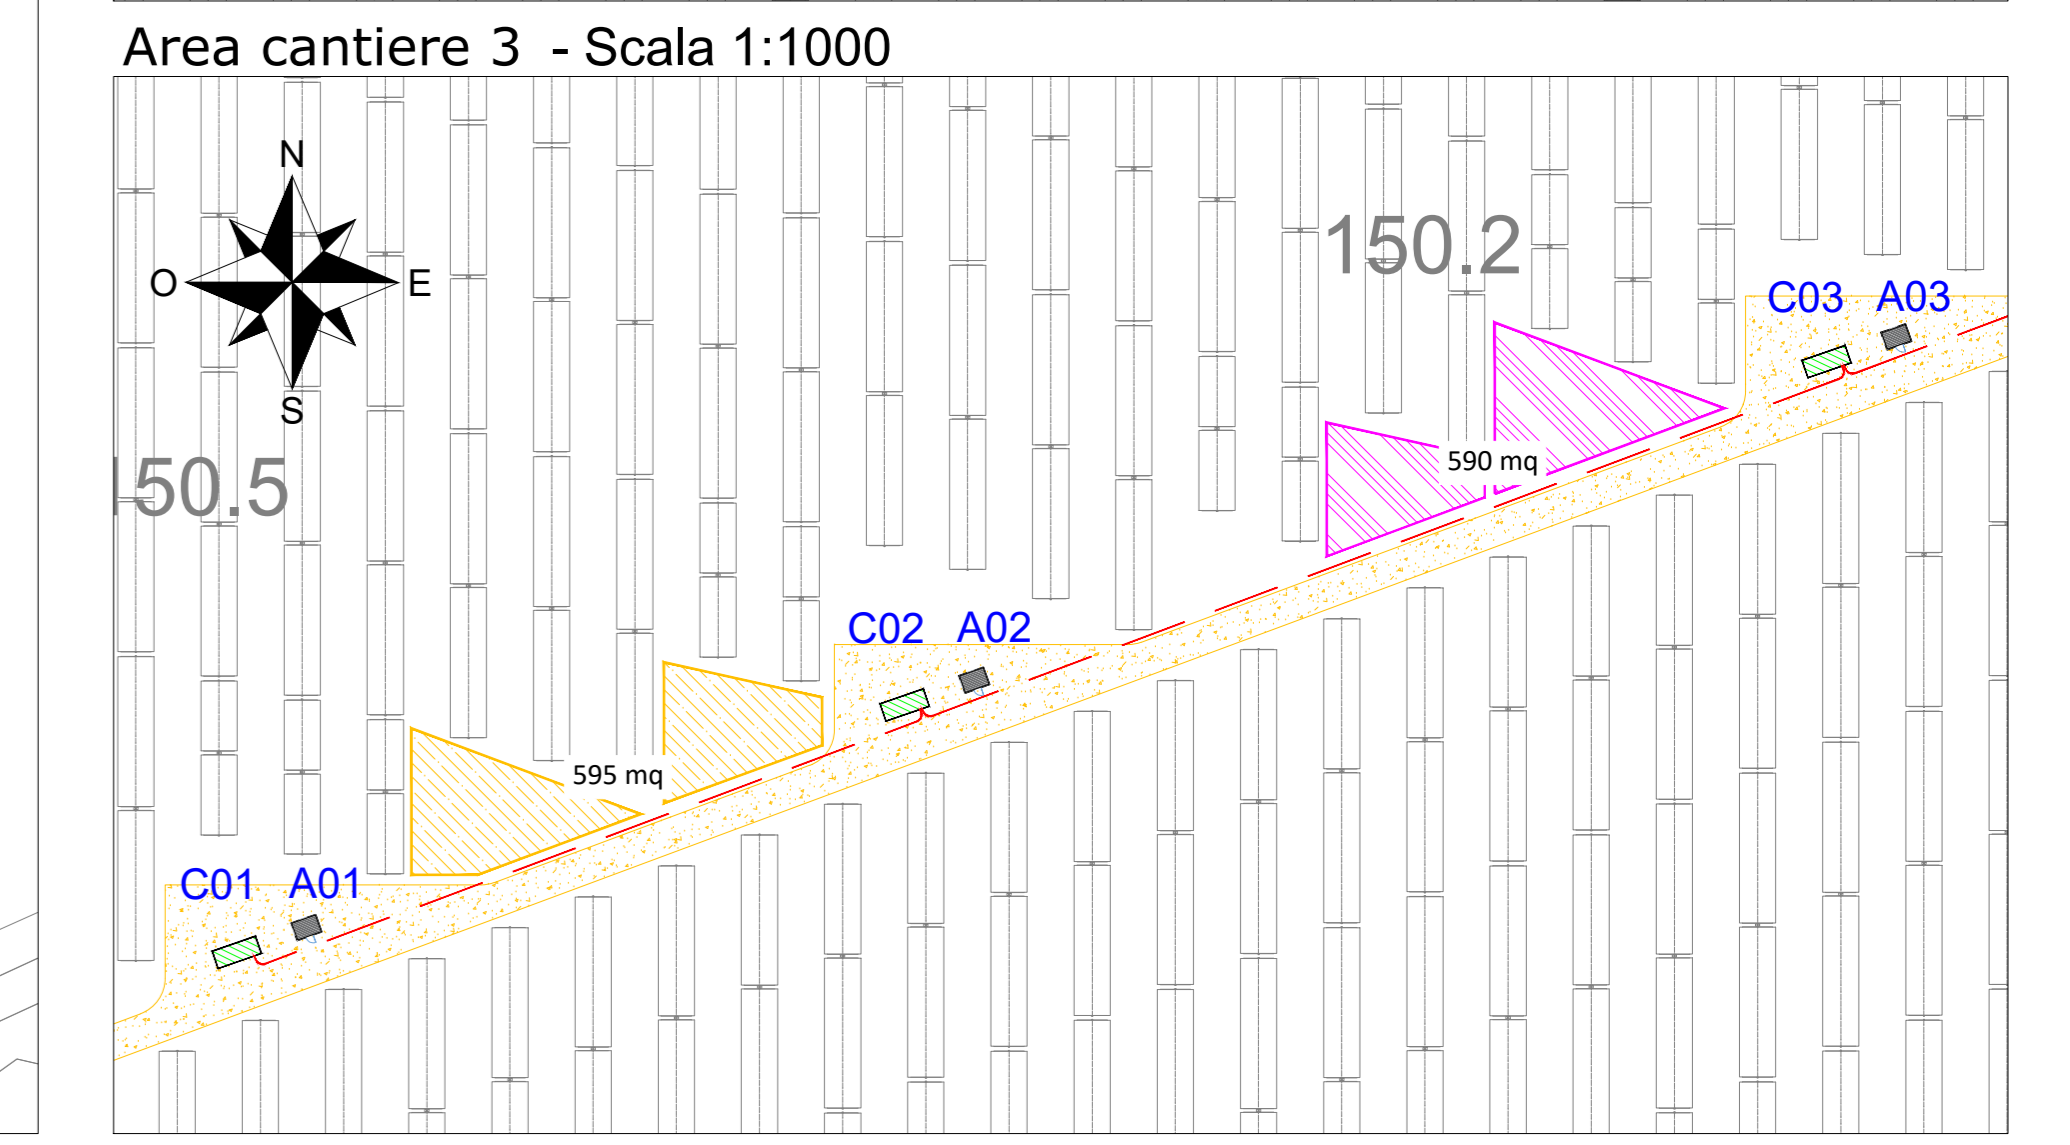 Area cantiere 3 - Scala 1:1000
N
O
E
S
150.2
150.5
C03 A03
590 mq
C02 A02
595 mq
C01 A01